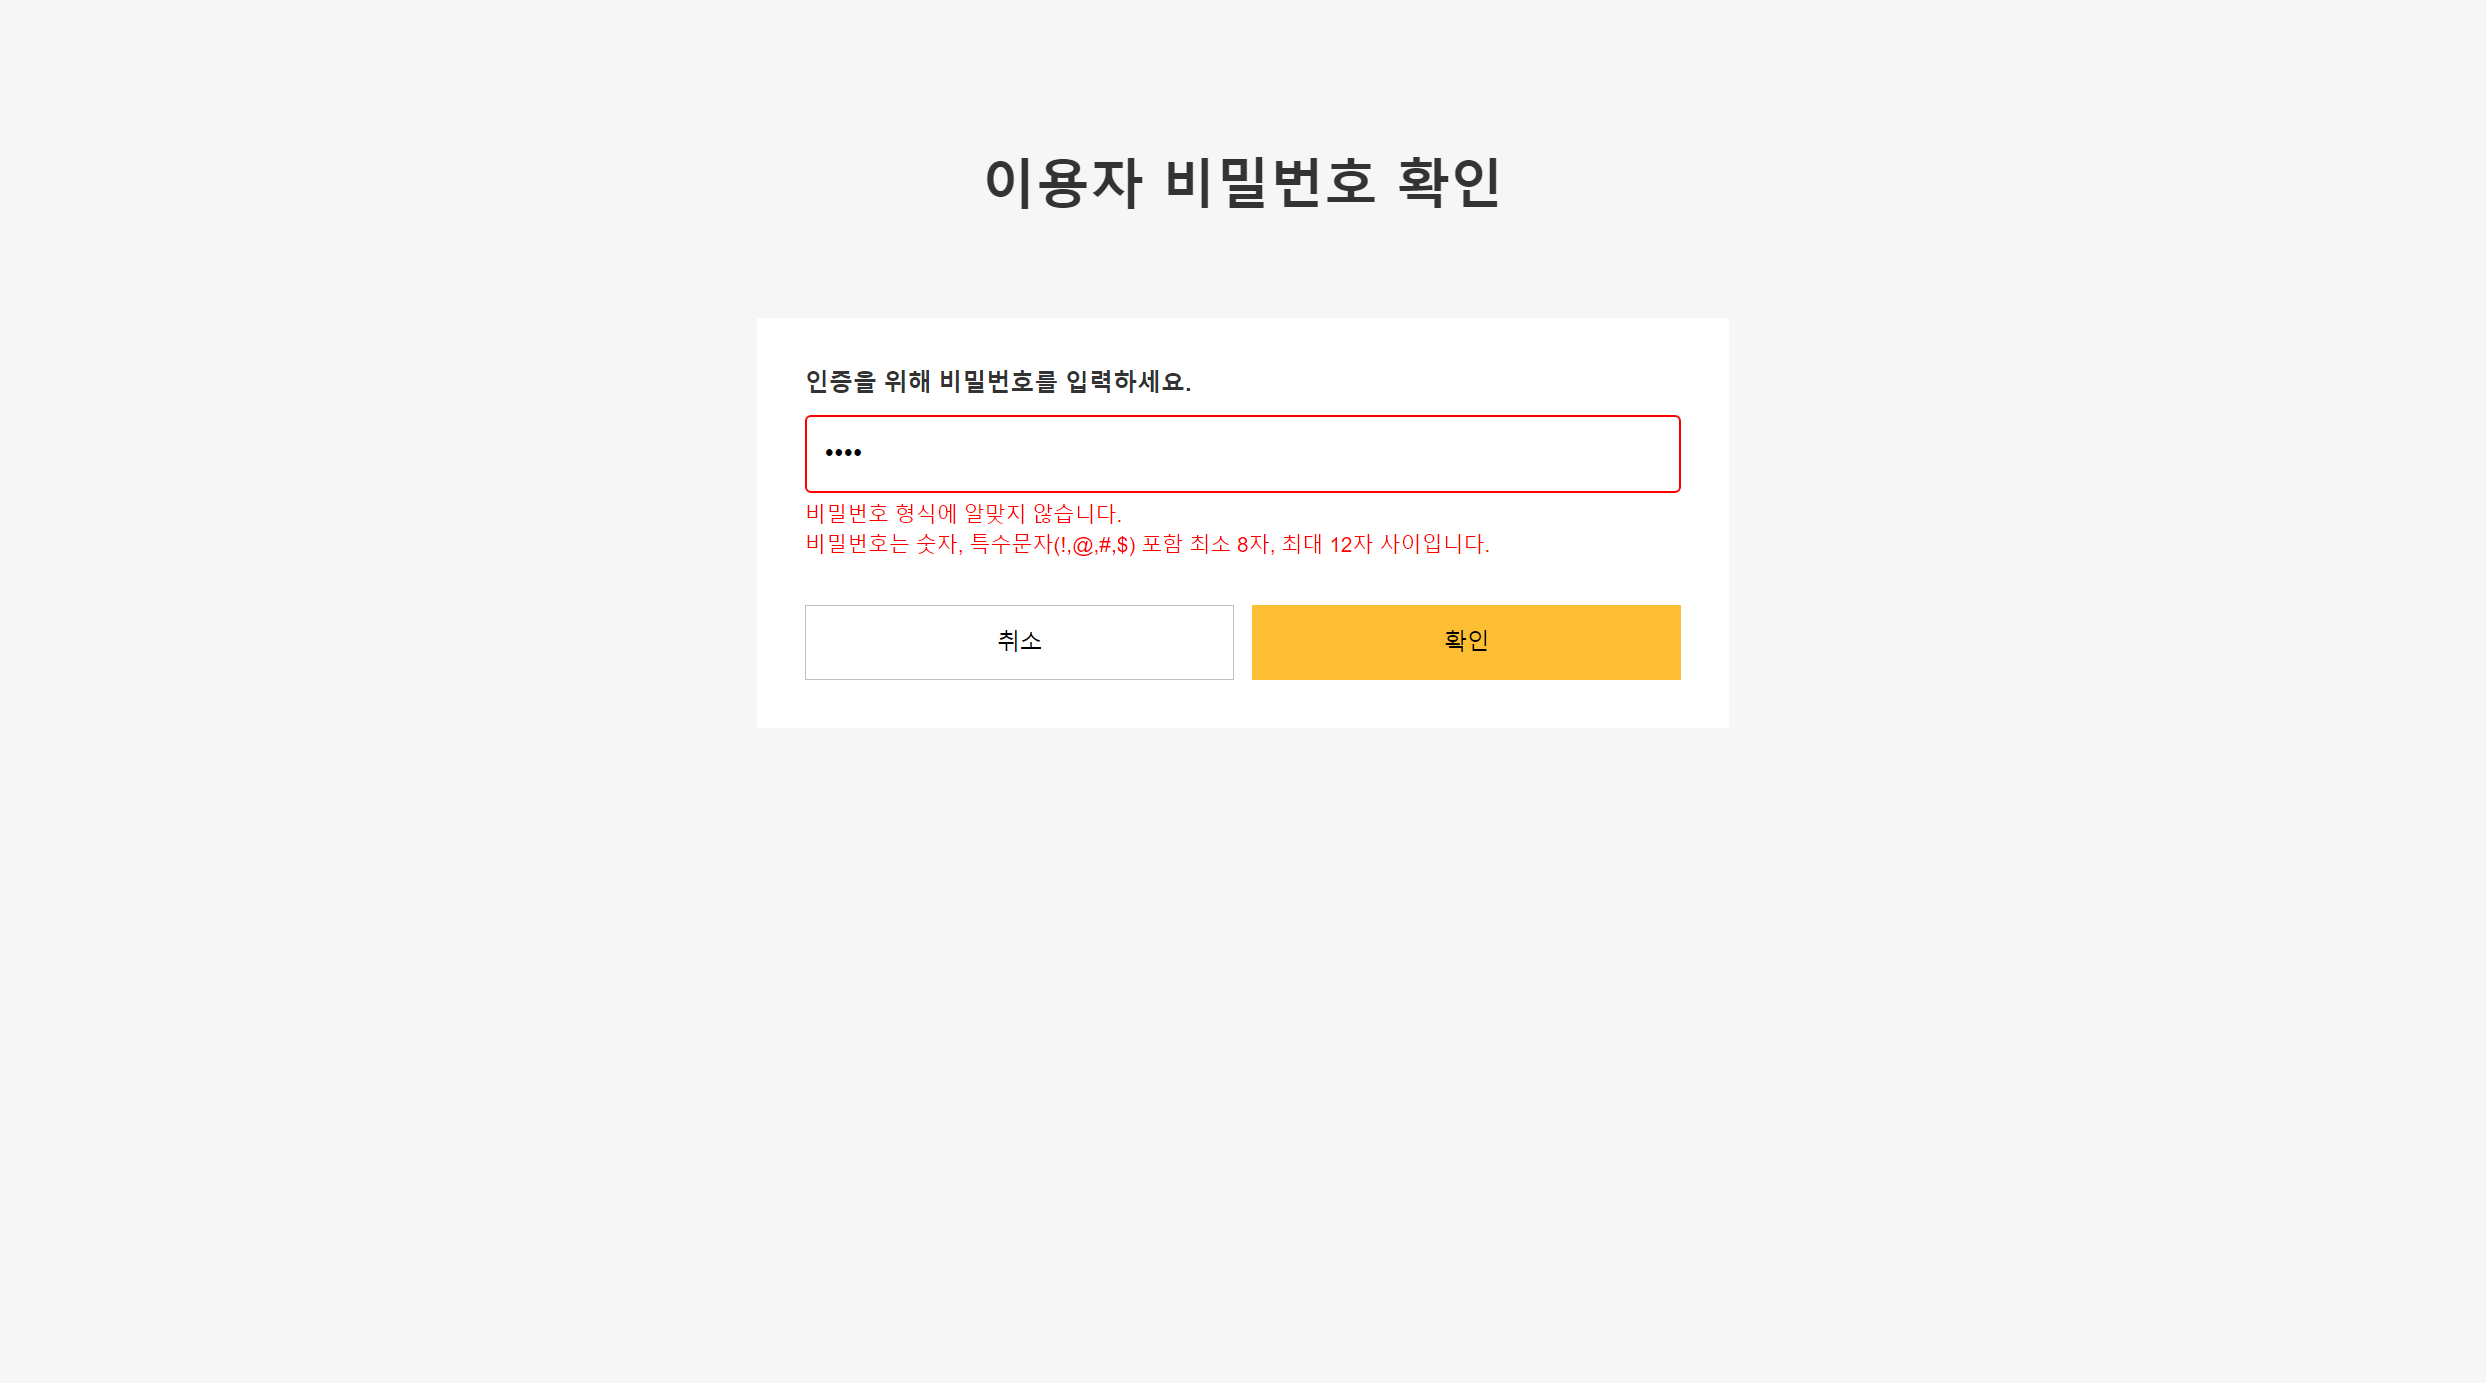 이용자 비밀번호 확인
인증을 위해 비밀번호를 입력하세요.
••••
비밀번호 형식에 알맞지 않습니다.
비밀번호는 숫자, 특수문자(!,@,#,$) 포함 최소 8자, 최대 12자 사이입니다.
취소
확인